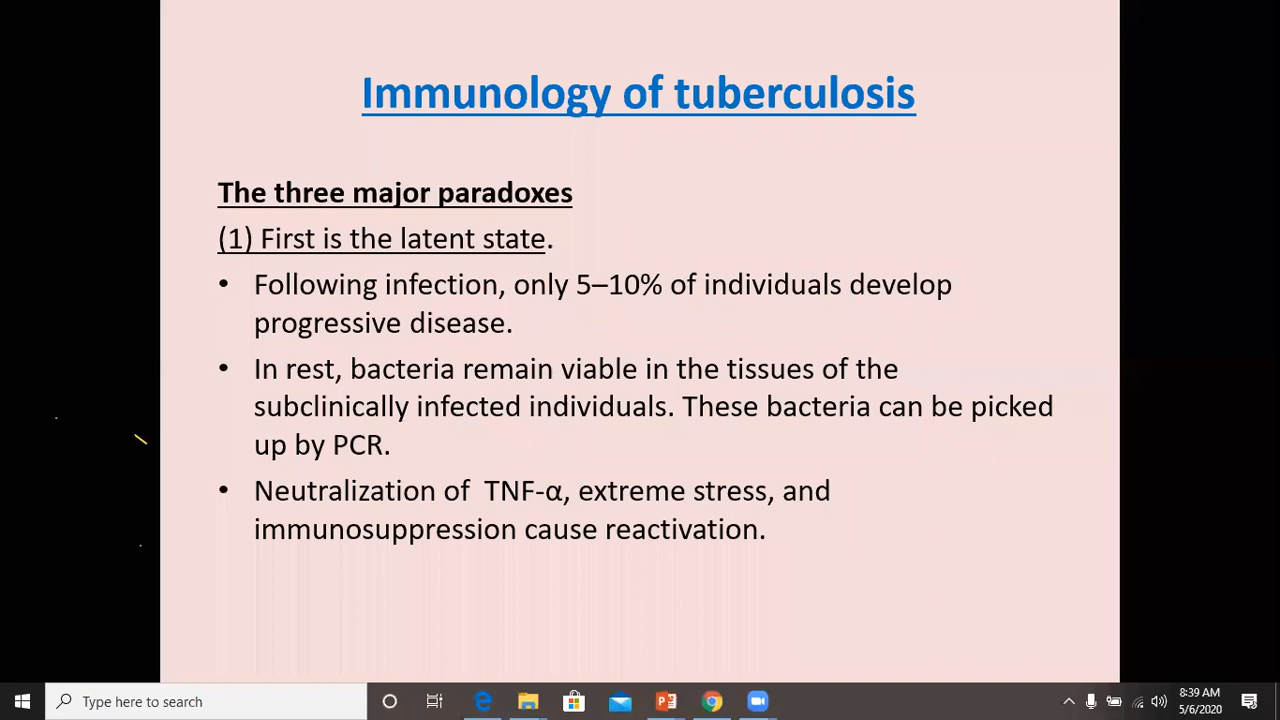 Immunology of tuberculosis
The three major paradoxes
(1) First is the latent state.
• Following infection, only 5–10% of individuals develop
progressive disease.
• In rest, bacteria remain viable in the tissues of the
subclinically infected individuals. These bacteria can be picked
up by PCR.
• Neutralization of  TNF-α, extreme stress, and
immunosuppression cause reactivation.
Type here to search
8:39 AM
5/6/2020